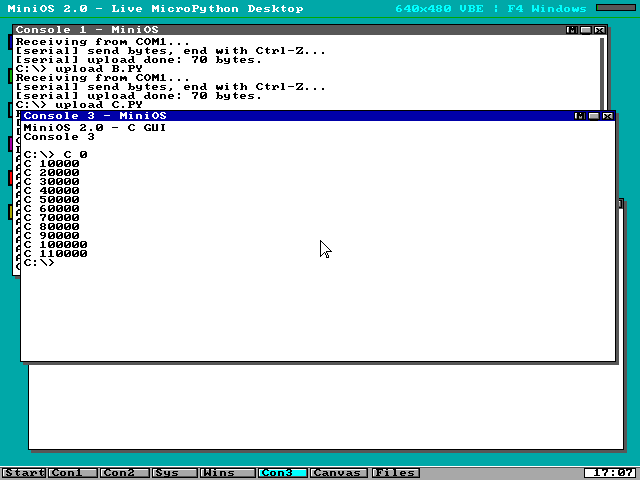 MiniOS 2.0 - Live MicroPython Desktop
640x480 VBE ¦ F4 Windows
Console 1 - MiniOS
Receiving from COM1...
[serial] send bytes, end with Ctrl-Z...
[serial] upload done: 70 bytes.
C:\> upload B.PY
Receiving from COM1...
[serial] send bytes, end with Ctrl-Z...
[serial] upload done: 70 bytes.
C:\> upload C.PY
Console 3 - MiniOS
MiniOS 2.0 - C GUI
Console 3
C:\> C 0
C 10000
C 20000
C 30000
C 40000
C 50000
C 60000
C 70000
C 80000
C 90000
C 100000
C 110000
C:\>
Start Con1 Con2 Sys Wins Con3 Canvas Files 17:07